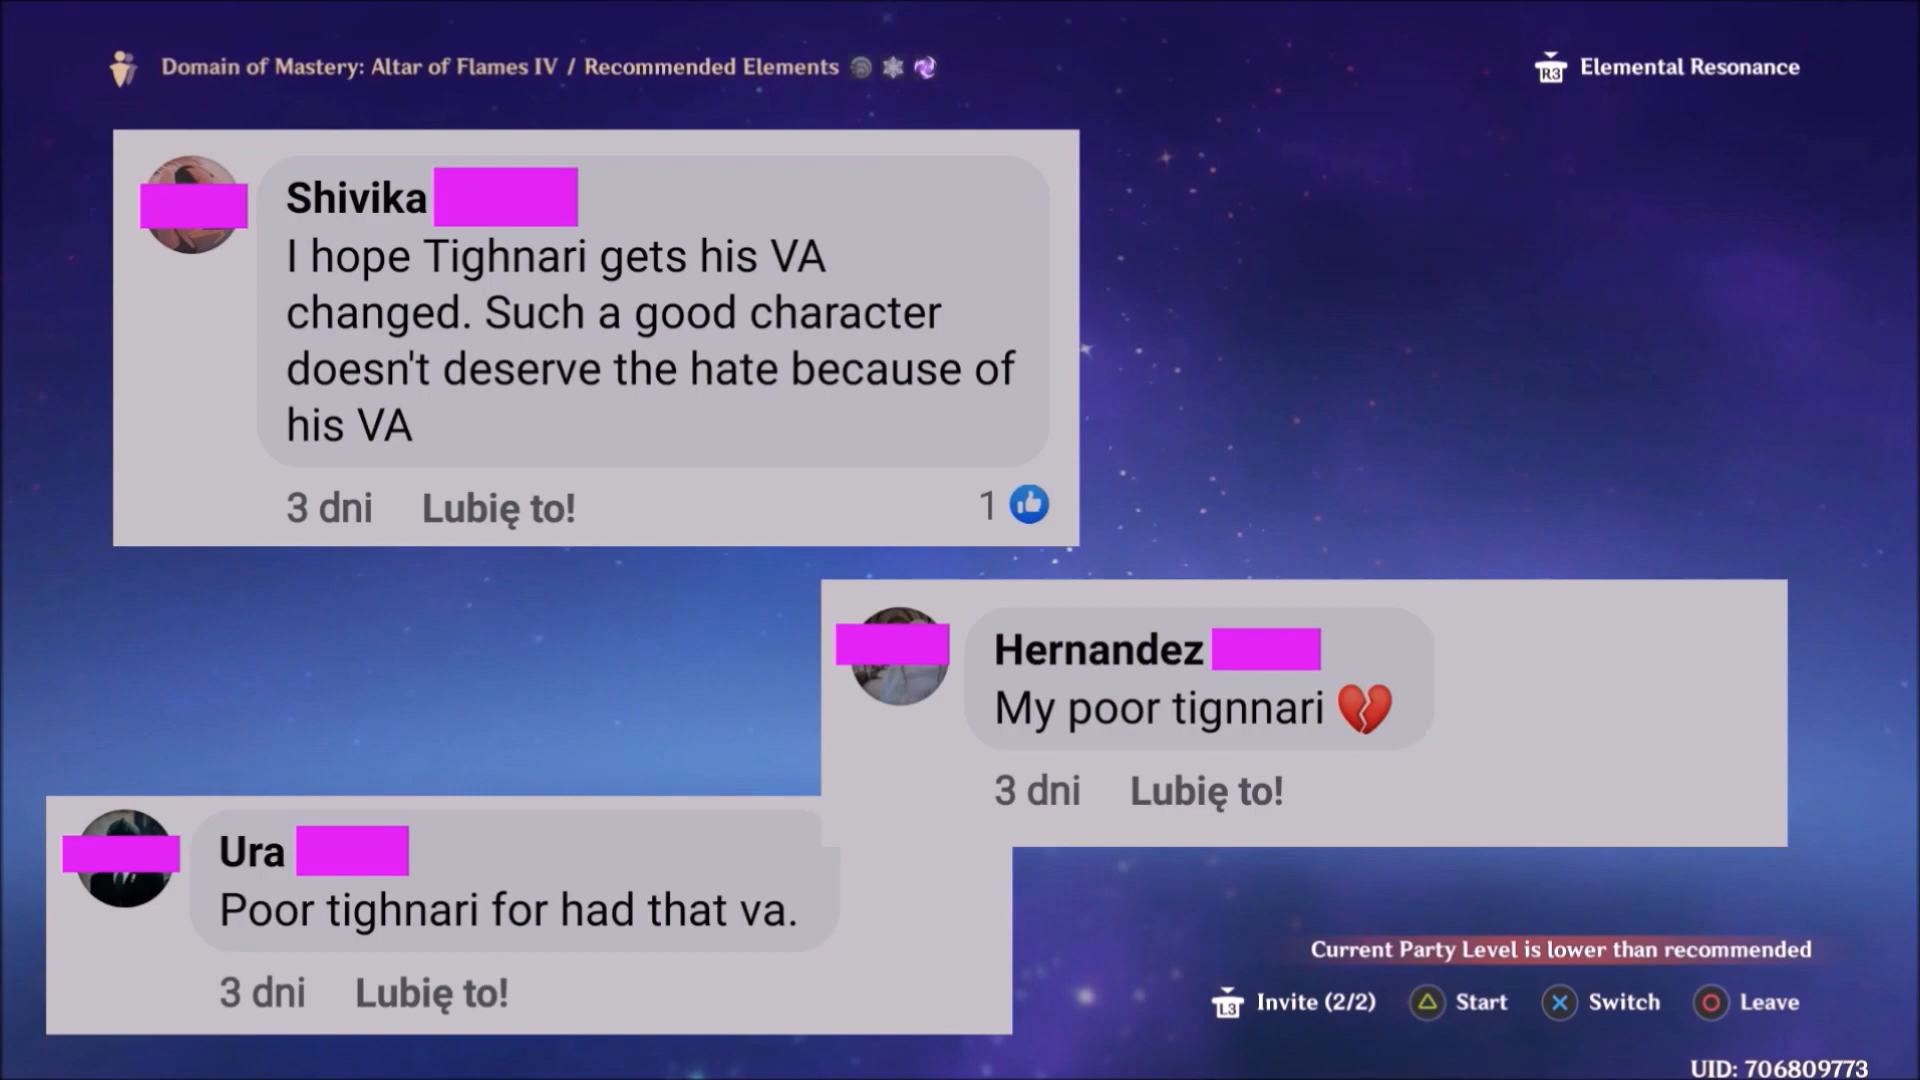 Domain of Mastery: Altar of Flames IV / Recommended Elements
R3 Elemental Resonance
Shivika
I hope Tighnari gets his VA
changed. Such a good character
doesn't deserve the hate because of
his VA
3 dni Lubię to! 1
Hernandez
My poor tignnari 💔
3 dni Lubię to!
Ura
Poor tighnari for had that va.
3 dni Lubię to!
Current Party Level is lower than recommended
L3 Invite (2/2) Start Switch Leave
UID: 706809773